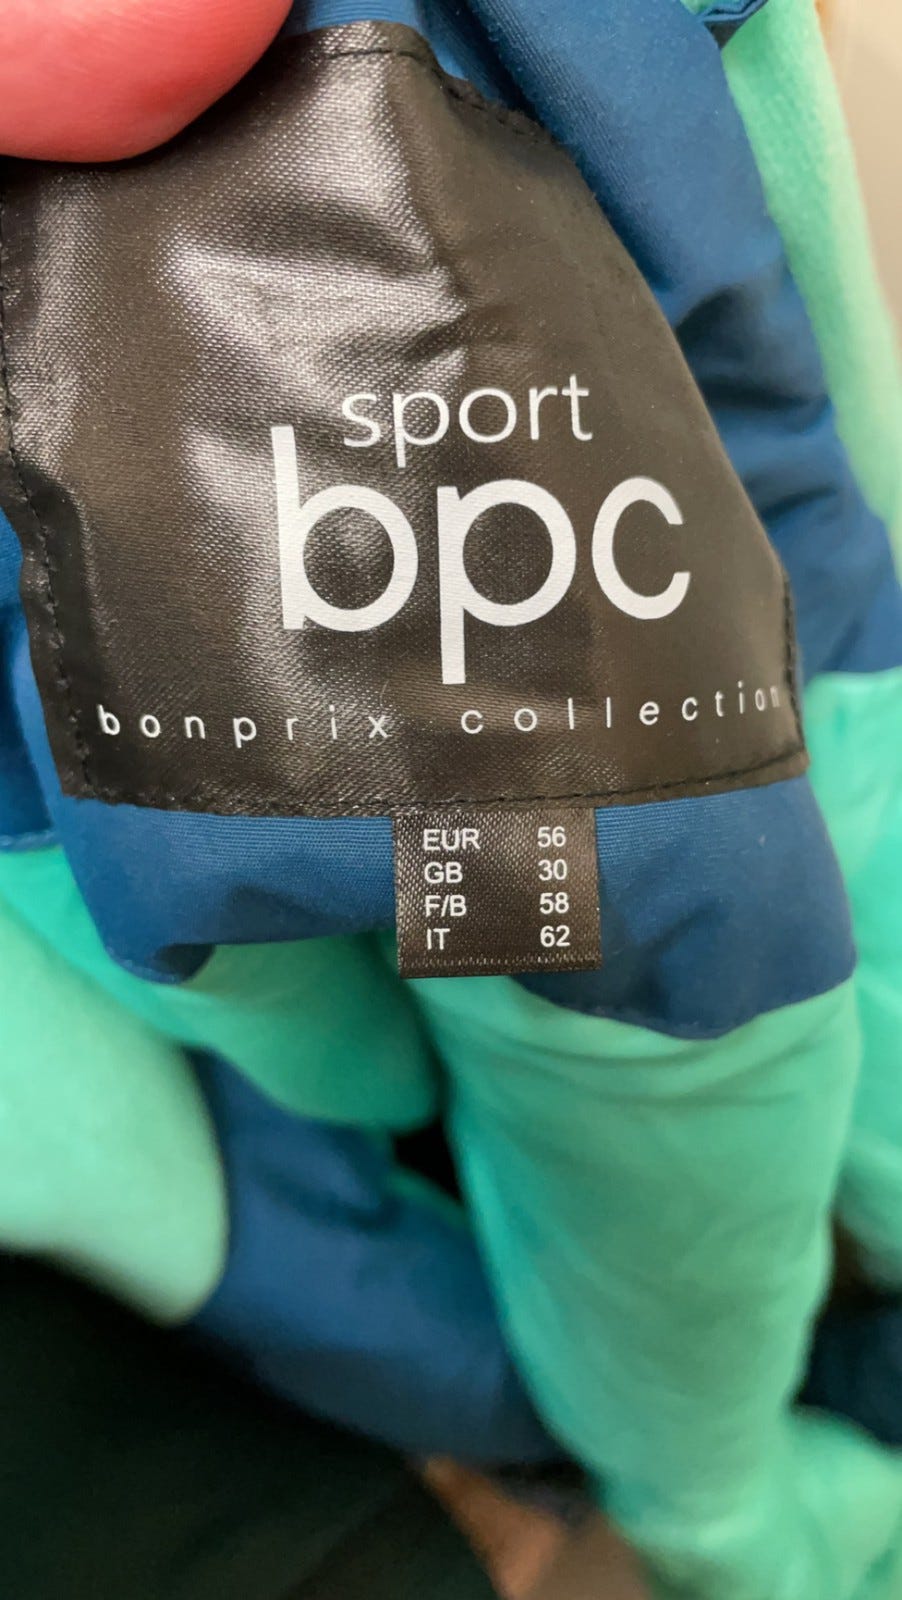 sport
bpc
bonprix collection
EUR 56
GB 30
F/B 58
IT 62